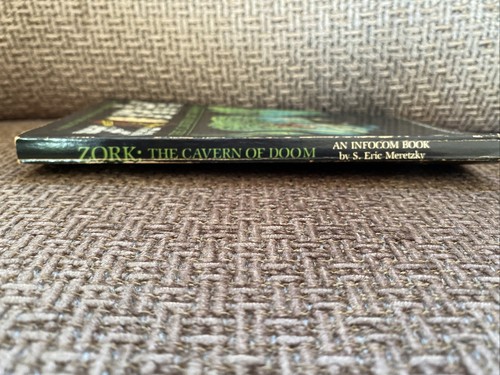 ZORK: THE CAVERN OF DOOM
AN INFOCOM BOOK
by S. Eric Meretzky